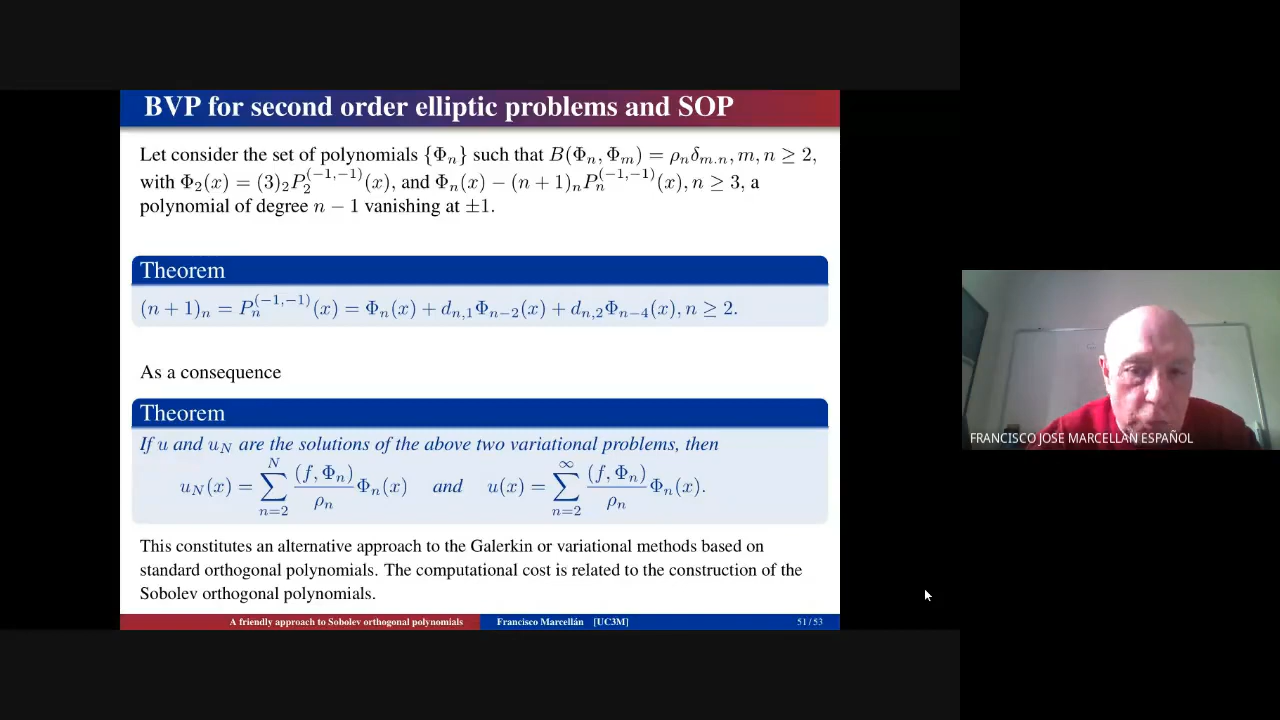 BVP for second order elliptic problems and SOP
Let consider the set of polynomials {Φ_n} such that B(Φ_n, Φ_m) = ρ_n δ_{m.n}, m, n ≥ 2,
with Φ_2(x) = (3)_2 P_2^{(−1,−1)}(x), and Φ_n(x) − (n + 1)_n P_n^{(−1,−1)}(x), n ≥ 3, a
polynomial of degree n − 1 vanishing at ±1.
Theorem
(n + 1)_n = P_n^{(−1,−1)}(x) = Φ_n(x) + d_{n,1}Φ_{n−2}(x) + d_{n,2}Φ_{n−4}(x), n ≥ 2.
As a consequence
Theorem
If u and u_N are the solutions of the above two variational problems, then
u_N(x) = ∑_{n=2}^{N} \frac{(f, Φ_n)}{ρ_n} Φ_n(x) and u(x) = ∑_{n=2}^{∞} \frac{(f, Φ_n)}{ρ_n} Φ_n(x).
This constitutes an alternative approach to the Galerkin or variational methods based on
standard orthogonal polynomials. The computational cost is related to the construction of the
Sobolev orthogonal polynomials.
A friendly approach to Sobolev orthogonal polynomials Francisco Marcellán [UC3M] 51 / 53
FRANCISCO JOSE MARCELLAN ESPAÑOL